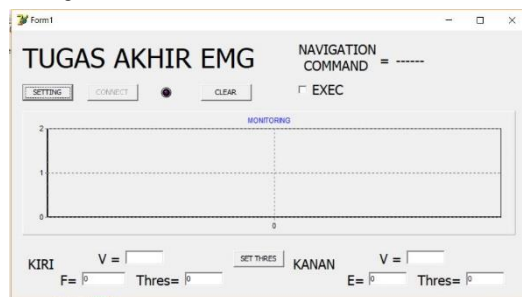 Form1
TUGAS AKHIR EMG
NAVIGATION
COMMAND = ------
SETTING CONNECT CLEAR EXEC
MONITORING
2
1
0
0
KIRI V =
F= 0 Thres= 0
SET THRES
KANAN V =
E= 0 Thres= 0